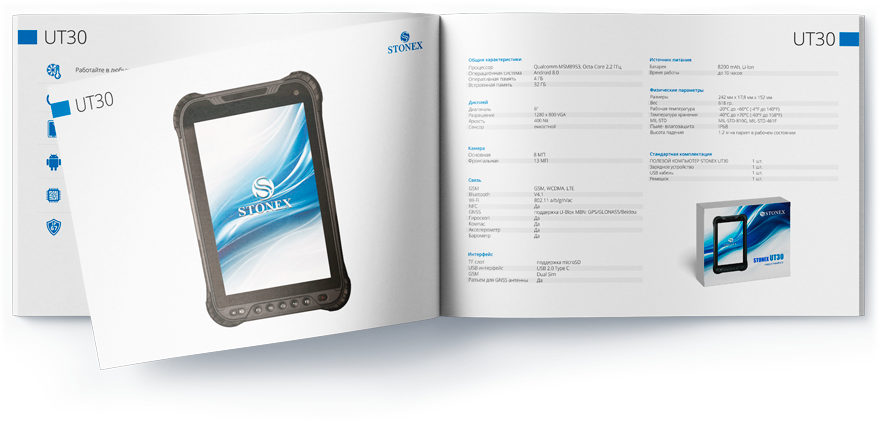 UT30
Работайте в любы
UT30
STONEX
STONEX
UT30
Общие характеристики
Процессор Qualcomm MSM8953, Octa Core 2.2 ГГц
Операционная система Android 8.0
Оперативная память 4 ГБ
Встроенная память 32 ГБ
Дисплей
Диагональ 8"
Разрешение 1280 x 800 VGA
Яркость 400 Nit
Сенсор емкостной
Камера
Основная 8 МП
Фронтальная 13 МП
Связь
GSM GSM, WCDMA, LTE
Bluetooth V4.1
Wi-Fi 802.11 a/b/g/n/ac
NFC Да
GNSS поддержка U-Blox M8N: GPS/GLONASS/Beidou
Гироскоп Да
Компас Да
Акселерометр Да
Барометр Да
Интерфейс
TF-слот поддержка microSD
USB интерфейс USB 2.0 Type C
GSM Dual Sim
Разъем для GNSS антенны Да
Источник питания
Батарея 8200 mAh, Li-Ion
Время работы до 10 часов
Физические параметры
Размеры 242 мм x 17,8 мм x 152 мм
Вес 618 гр.
Рабочая температура -20°C до +60°C (-4°F до 140°F)
Температура хранения -40°C до +70°C (-40°F до 158°F)
MIL-STD MIL-STD-810G, MIL STD-461F
Пыле- влагозащита IP68
Высота падения 1.2 м на паркет в рабочем состоянии
Стандартная комплектация
ПОЛЕВОЙ КОМПЬЮТЕР STONEX UT30 1 шт.
Зарядное устройство 1 шт.
USB кабель 1 шт.
Ремешок 1 шт.
STONEX
STONEX UT30